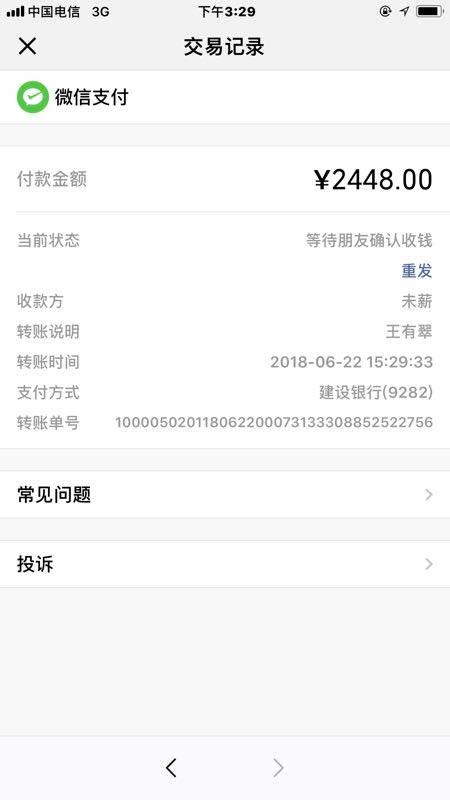 中国电信 3G 下午3:29
交易记录
微信支付
付款金额 ¥2448.00
当前状态 等待朋友确认收钱
重发
收款方 未薪
转账说明 王有翠
转账时间 2018-06-22 15:29:33
支付方式 建设银行(9282)
转账单号 1000050201180622000731333088525​22756
常见问题
投诉